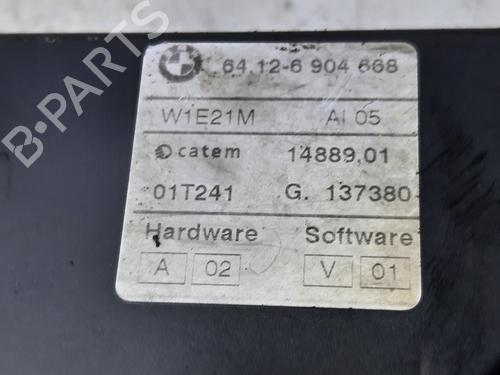 64.12-6 904 668
W1E21M AI 05
catem 14889,01
01T241 G. 137380
Hardware Software
A 02 V 01
B-PARTS